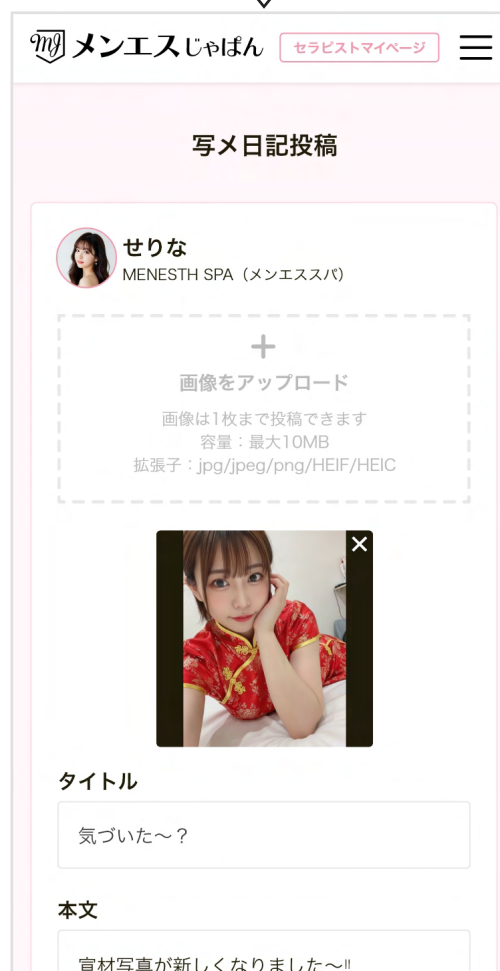 mj メンエスじゃぱん セラピストマイページ
写メ日記投稿
せりな
MENESTH SPA（メンエススパ）
画像をアップロード
画像は1枚まで投稿できます
容量：最大10MB
拡張子：jpg/jpeg/png/HEIF/HEIC
タイトル
気づいた〜？
本文
宣材写真が新しくなりました〜!!